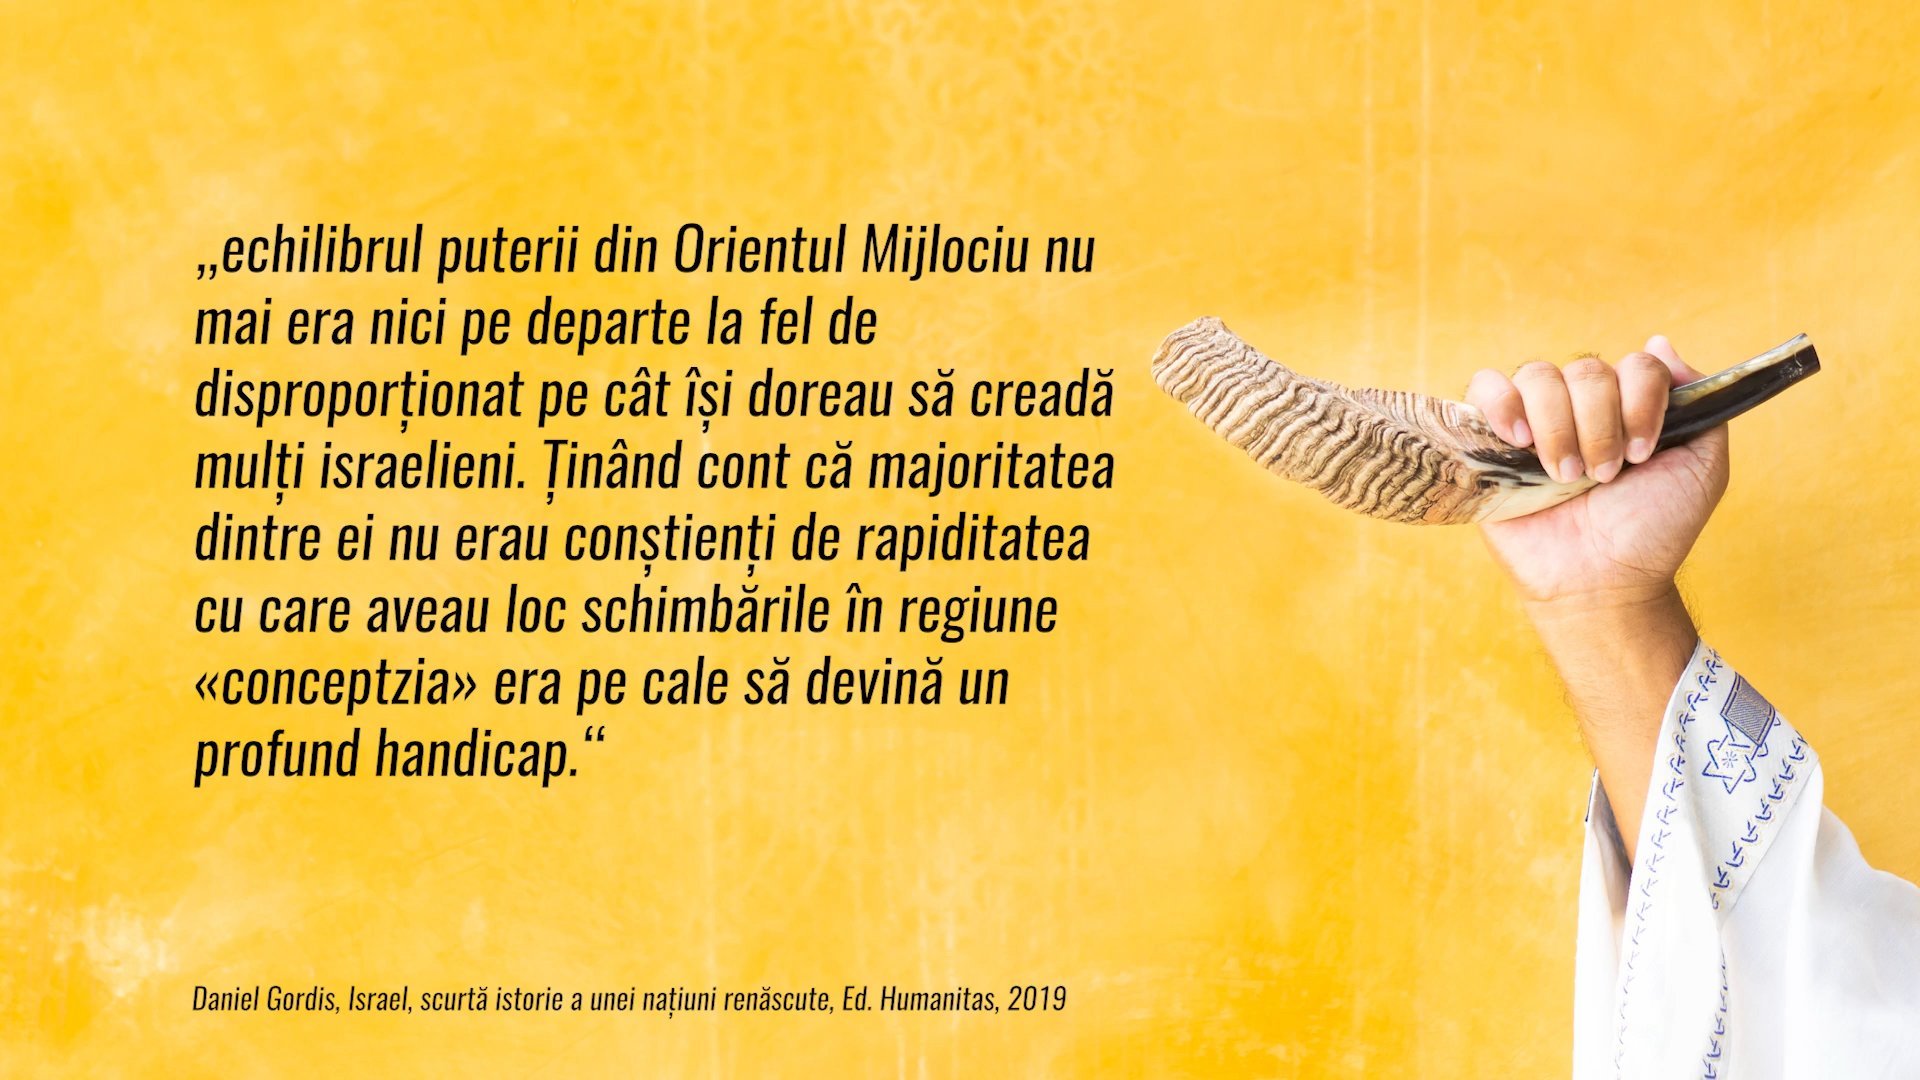 „echilibrul puterii din Orientul Mijlociu nu
mai era nici pe departe la fel de
disproporționat pe cât își doreau să creadă
mulți israelieni. Ținând cont că majoritatea
dintre ei nu erau conștienți de rapiditatea
cu care aveau loc schimbările în regiune
«conceptzia» era pe cale să devină un
profund handicap.“
Daniel Gordis, Israel, scurtă istorie a unei națiuni renăscute, Ed. Humanitas, 2019